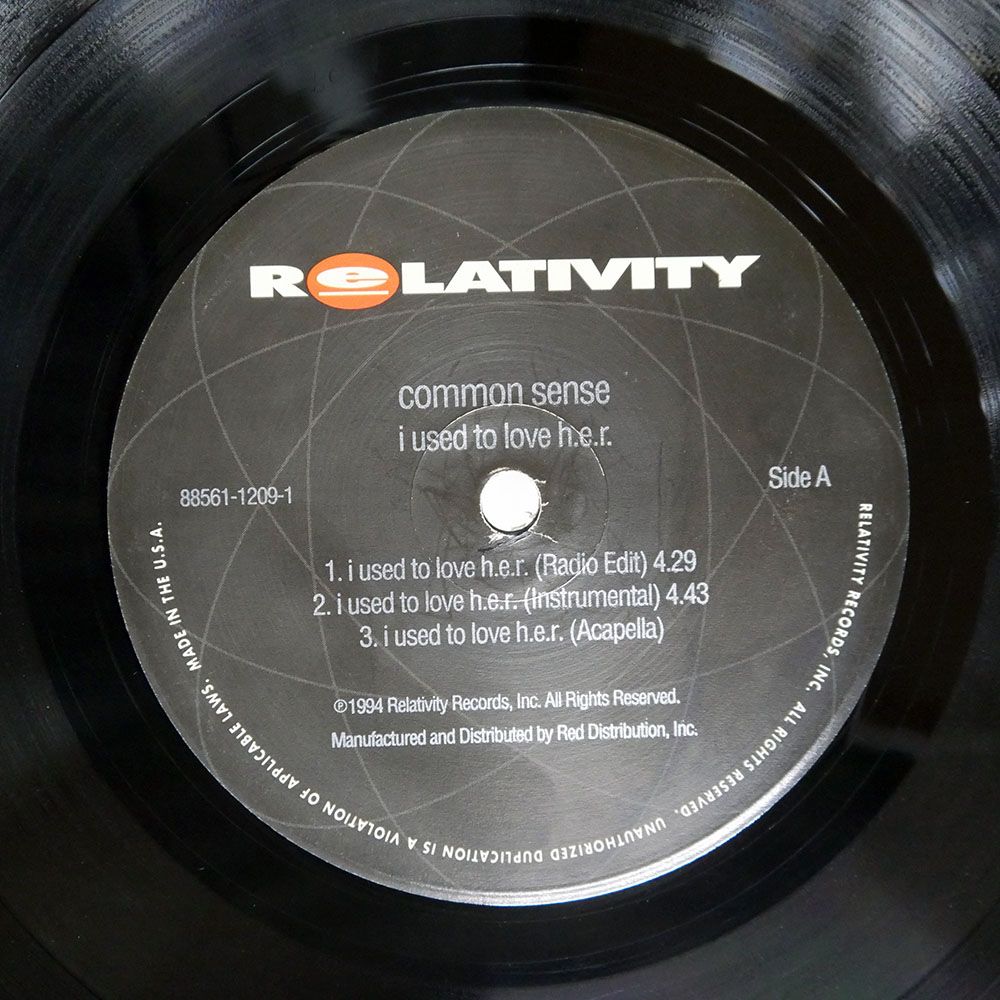 ReLATIVITY
common sense
i used to love h.e.r.
88561-1209-1
Side A
1. i used to love h.e.r. (Radio Edit) 4.29
2. i used to love h.e.r. (Instrumental) 4.43
3. i used to love h.e.r. (Acapella)
℗1994 Relativity Records, Inc. All Rights Reserved.
Manufactured and Distributed by Red Distribution, Inc.
RELATIVITY RECORDS, INC. ALL RIGHTS RESERVED. UNAUTHORIZED DUPLICATION IS A VIOLATION OF APPLICABLE LAWS. MADE IN THE U.S.A.